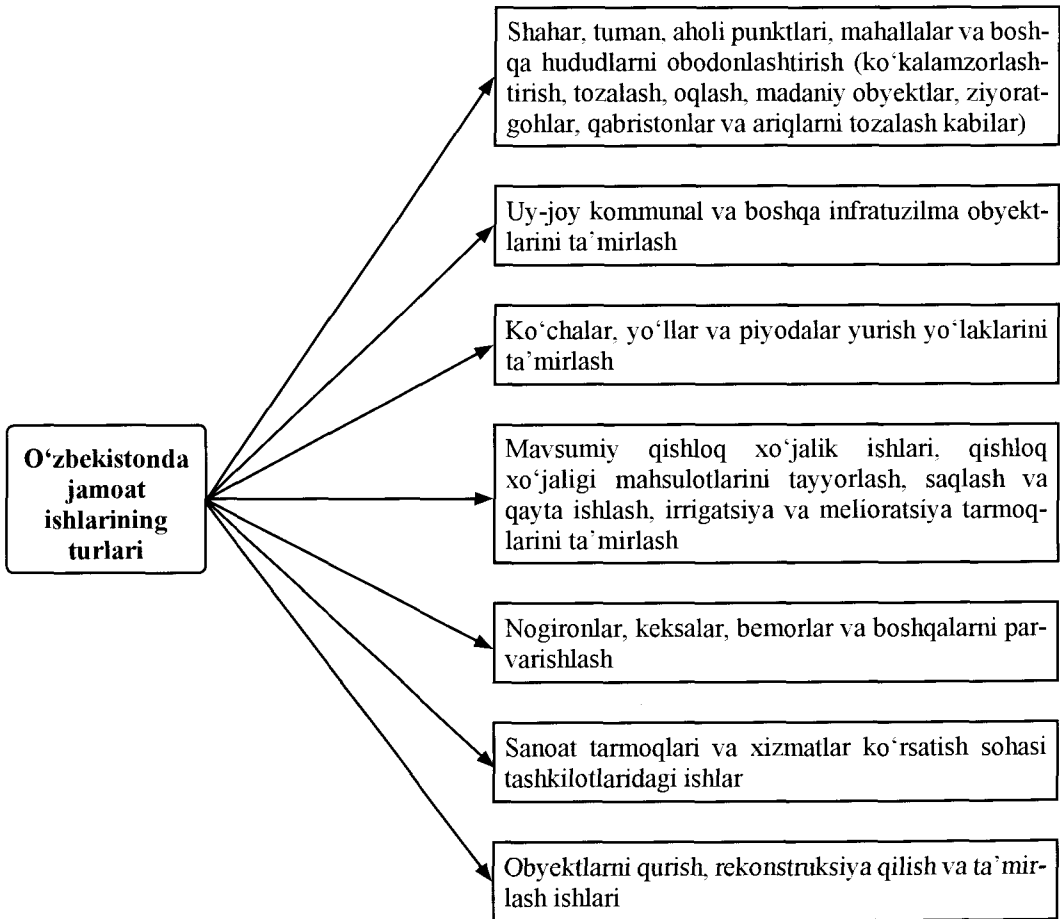 Shahar, tuman, aholi punktlari, mahallalar va bosh-
qa hududlarni obodonlashtirish (ko‘kalamzorlash-
tirish, tozalash, oqlash, madaniy obyektlar, ziyorat-
gohlar, qabristonlar va ariqlarni tozalash kabilar)
Uy-joy kommunal va boshqa infratuzilma obyekt-
larini ta’mirlash
Ko‘chalar, yo‘llar va piyodalar yurish yo‘laklarini
ta’mirlash
O‘zbekistonda
jamoat
ishlarining
turlari
Mavsumiy qishloq xo‘jalik ishlari, qishloq
xo‘jaligi mahsulotlarini tayyorlash, saqlash va
qayta ishlash, irrigatsiya va melioratsiya tarmoq-
larini ta’mirlash
Nogironlar, keksalar, bemorlar va boshqalarni par-
varishlash
Sanoat tarmoqlari va xizmatlar ko‘rsatish sohasi
tashkilotlaridagi ishlar
Obyektlarni qurish, rekonstruksiya qilish va ta’mir-
lash ishlari